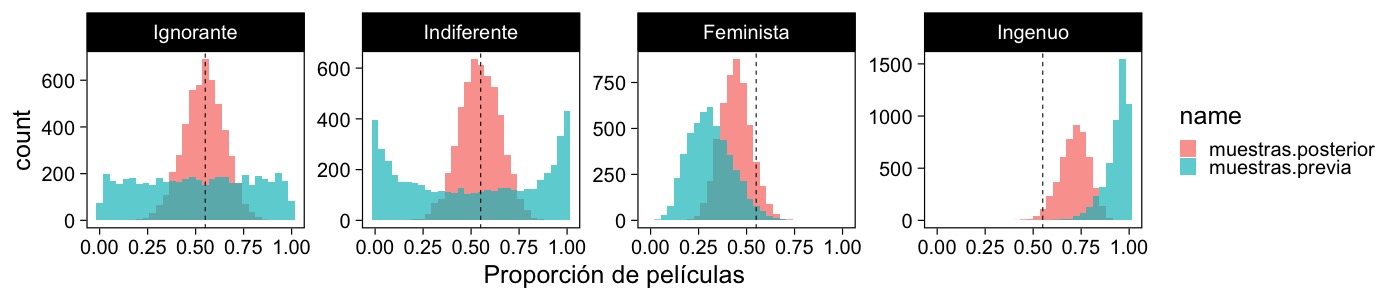 Ignorante
Indiferente
Feminista
Ingenuo
count
600
400
200
0
600
400
200
0
750
500
250
0
1500
1000
500
0
0.00 0.25 0.50 0.75 1.00
0.00 0.25 0.50 0.75 1.00
0.00 0.25 0.50 0.75 1.00
0.00 0.25 0.50 0.75 1.00
Proporción de películas
name
muestras.posterior
muestras.previa